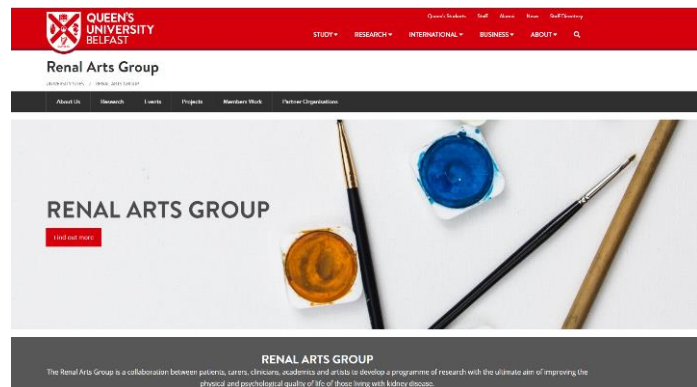 QUEEN'S
UNIVERSITY
BELFAST
Queen's Students Staff Alumni News Staff Directory
STUDY RESEARCH INTERNATIONAL BUSINESS ABOUT
Renal Arts Group
/ RENAL ARTS GROUP
About Us Research Events Projects Members Work Partner Organisations
RENAL ARTS GROUP
Find out more
RENAL ARTS GROUP
The Renal Arts Group is a collaboration between patients, carers, clinicians, academics and artists to develop a programme of research with the ultimate aim of improving the
physical and psychological quality of life of those living with kidney disease.